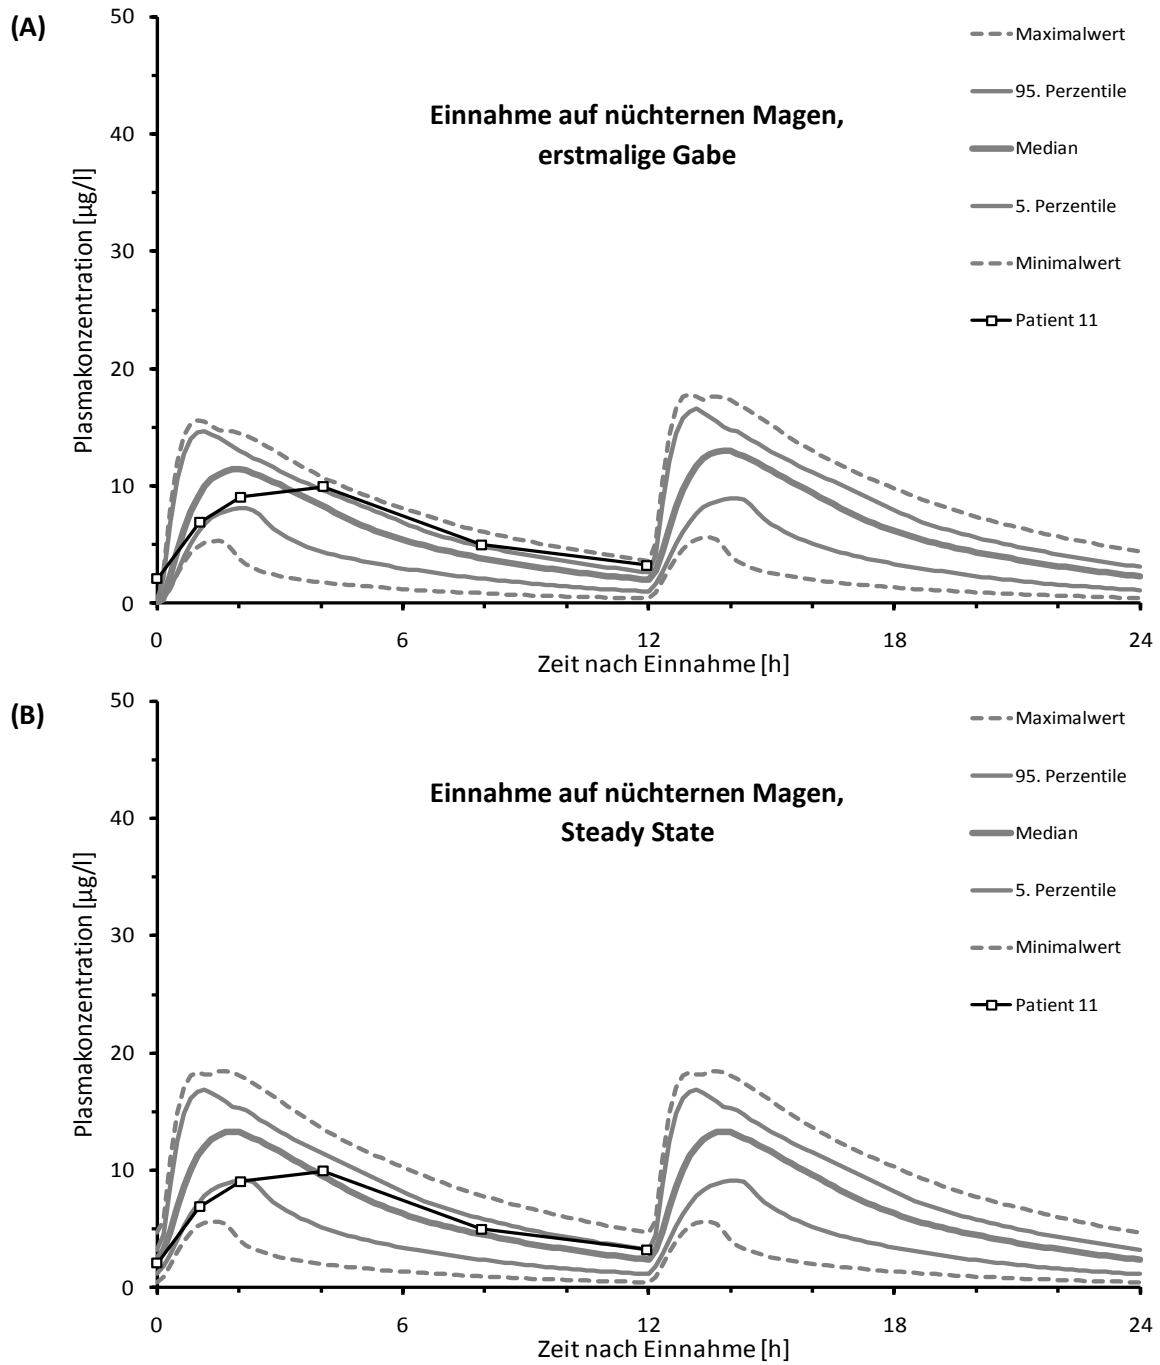 (A)
Einnahme auf nüchternen Magen,
erstmalige Gabe
Plasmakonzentration [µg/l]
50
40
30
20
10
0
0
6
12
18
24
Zeit nach Einnahme [h]
Maximalwert
95. Perzentile
Median
5. Perzentile
Minimalwert
Patient 11
(B)
Einnahme auf nüchternen Magen,
Steady State
Plasmakonzentration [µg/l]
50
40
30
20
10
0
0
6
12
18
24
Zeit nach Einnahme [h]
Maximalwert
95. Perzentile
Median
5. Perzentile
Minimalwert
Patient 11